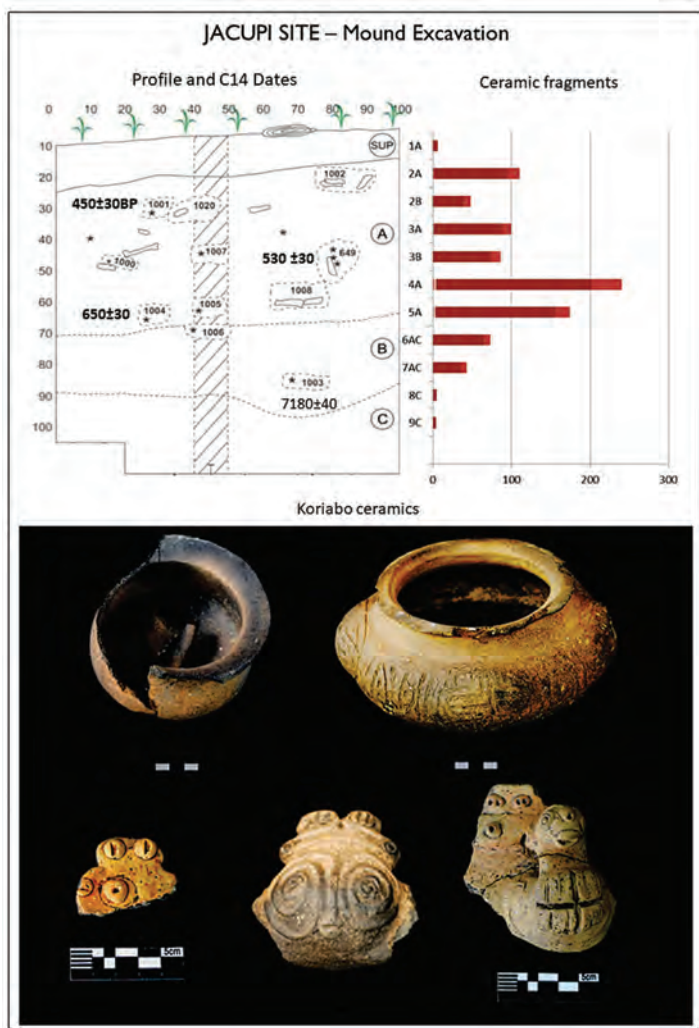 JACUPI SITE – Mound Excavation
Profile and C14 Dates
Ceramic fragments
0 10 20 30 40 50 60 70 80 90 100
10
20
30
40
50
60
70
80
90
100
SUP
A
B
C
1002
450±30BP
1001
1020
1000
1007
530 ±30
649
1008
650±30
1004
1005
1006
1003
7180±40
1A
2A
2B
3A
3B
4A
5A
6AC
7AC
8C
9C
0 100 200 300
Koriabo ceramics
5cm
5cm